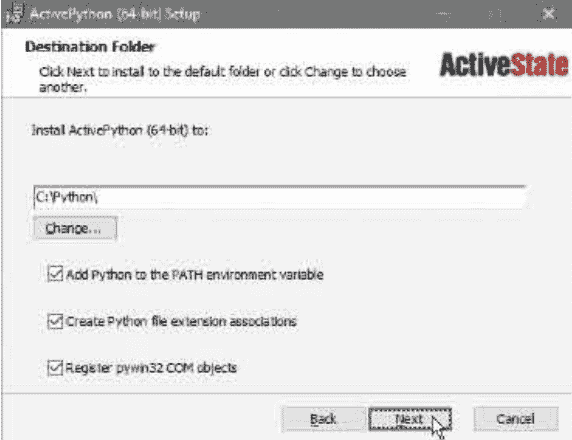 ActivePython (64-bit) Setup
Destination Folder
Click Next to install to the default folder or click Change to choose
another.
ActiveState
Install ActivePython (64-bit) to:
C:\Python\
Change...
Add Python to the PATH environment variable
Create Python file extension associations
Register pywin32 COM objects
Back
Next
Cancel